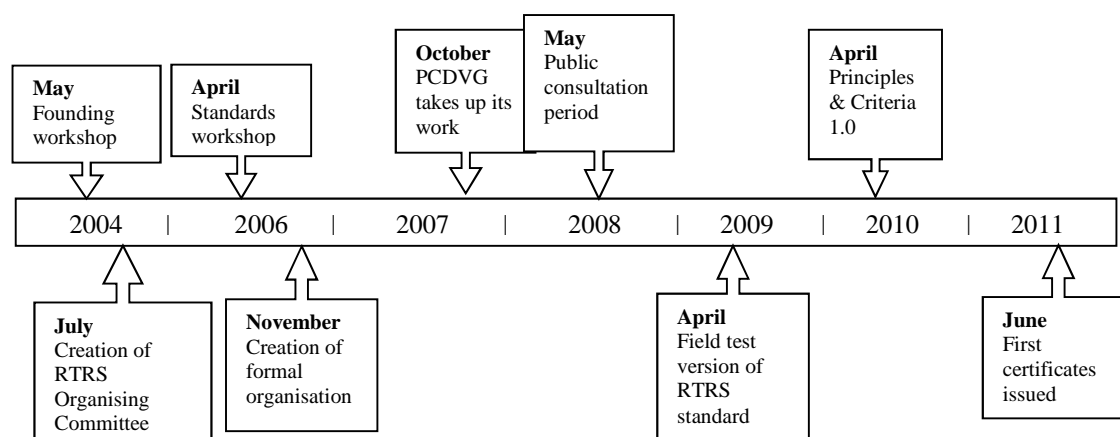 May
Founding
workshop
April
Standards
workshop
October
PCDVG
takes up its
work
May
Public
consultation
period
April
Principles
& Criteria
1.0
2004 | 2006 | 2007 | 2008 | 2009 | 2010 | 2011
July
Creation of
RTRS
Organising
Committee
November
Creation of
formal
organisation
April
Field test
version of
RTRS
standard
June
First
certificates
issued